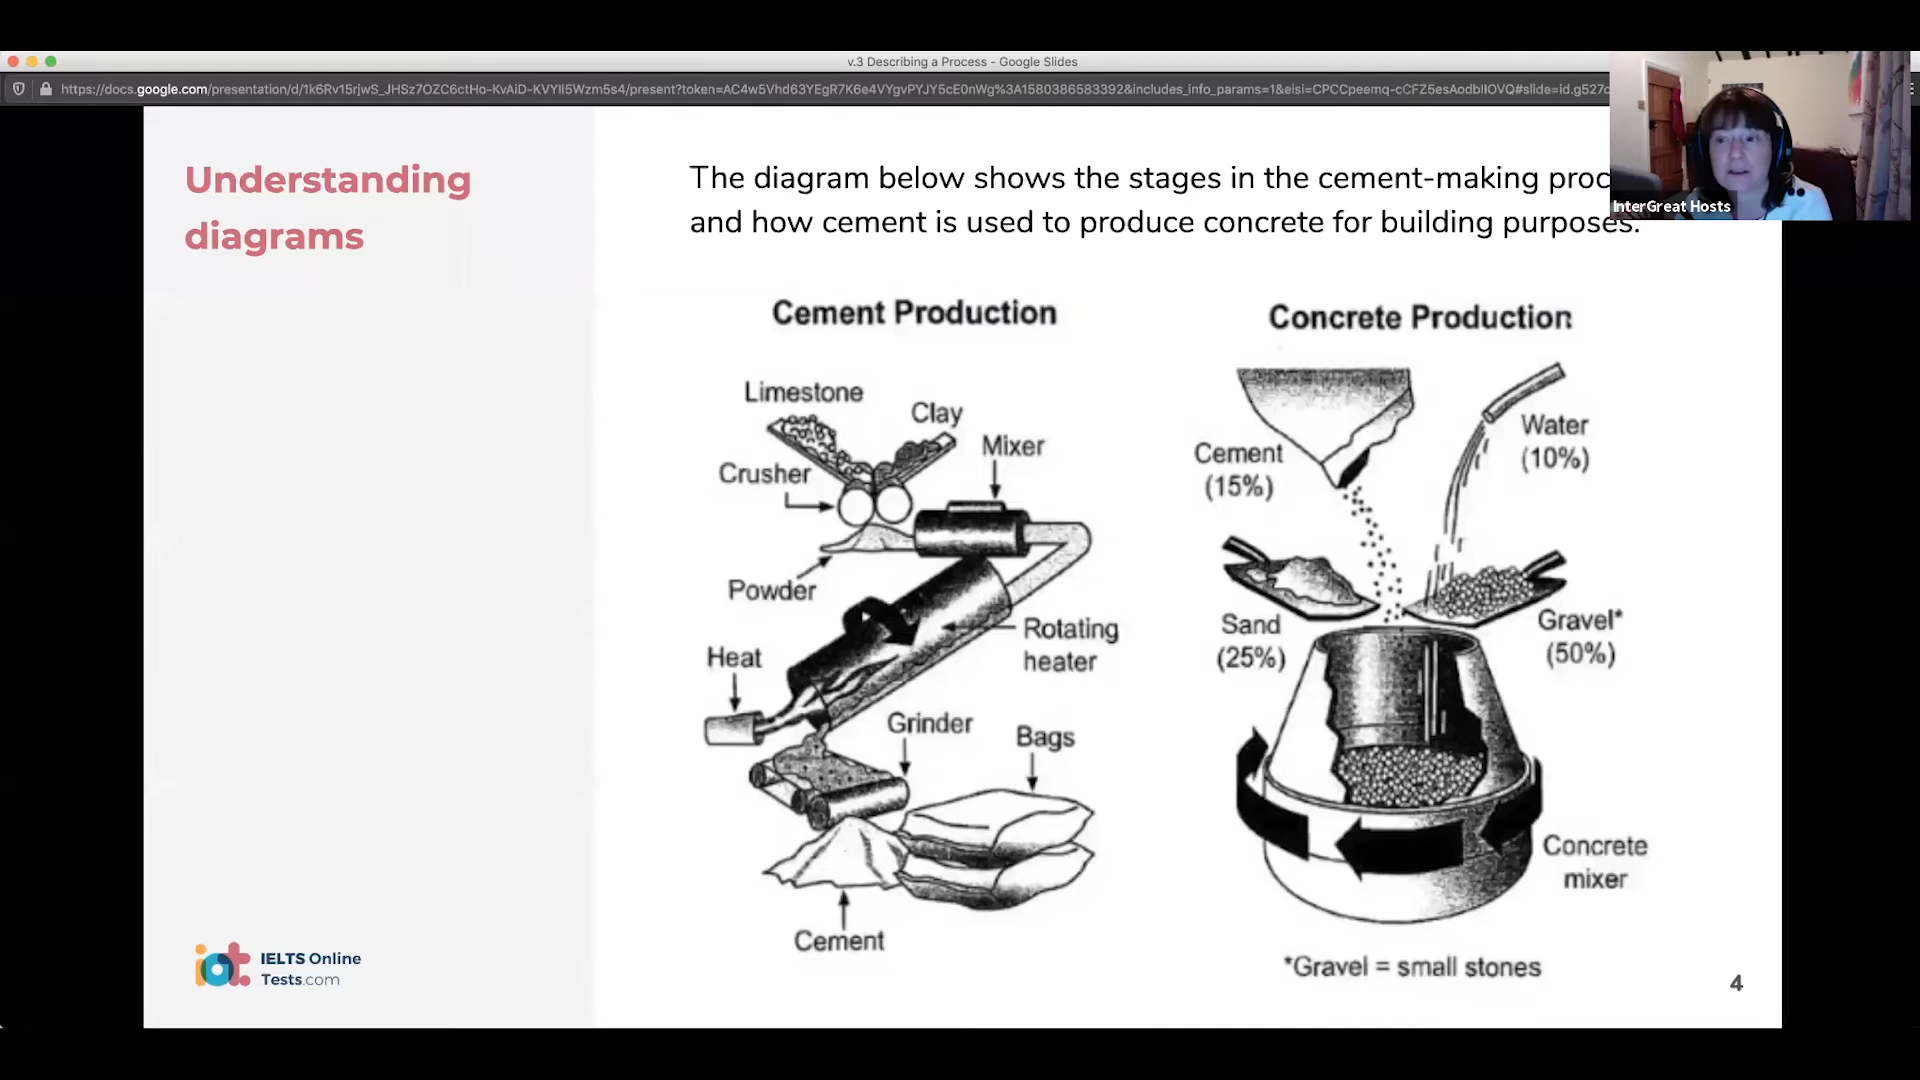 v.3 Describing a Process - Google Slides
InterGreat Hosts
Understanding
diagrams
The diagram below shows the stages in the cement-making proc
and how cement is used to produce concrete for building purposes.
Cement Production
Limestone
Clay
Mixer
Crusher
Powder
Rotating
heater
Heat
Grinder
Bags
Cement
Concrete Production
Cement
(15%)
Water
(10%)
Sand
(25%)
Gravel*
(50%)
Concrete
mixer
*Gravel = small stones
IELTS Online
Tests.com
4